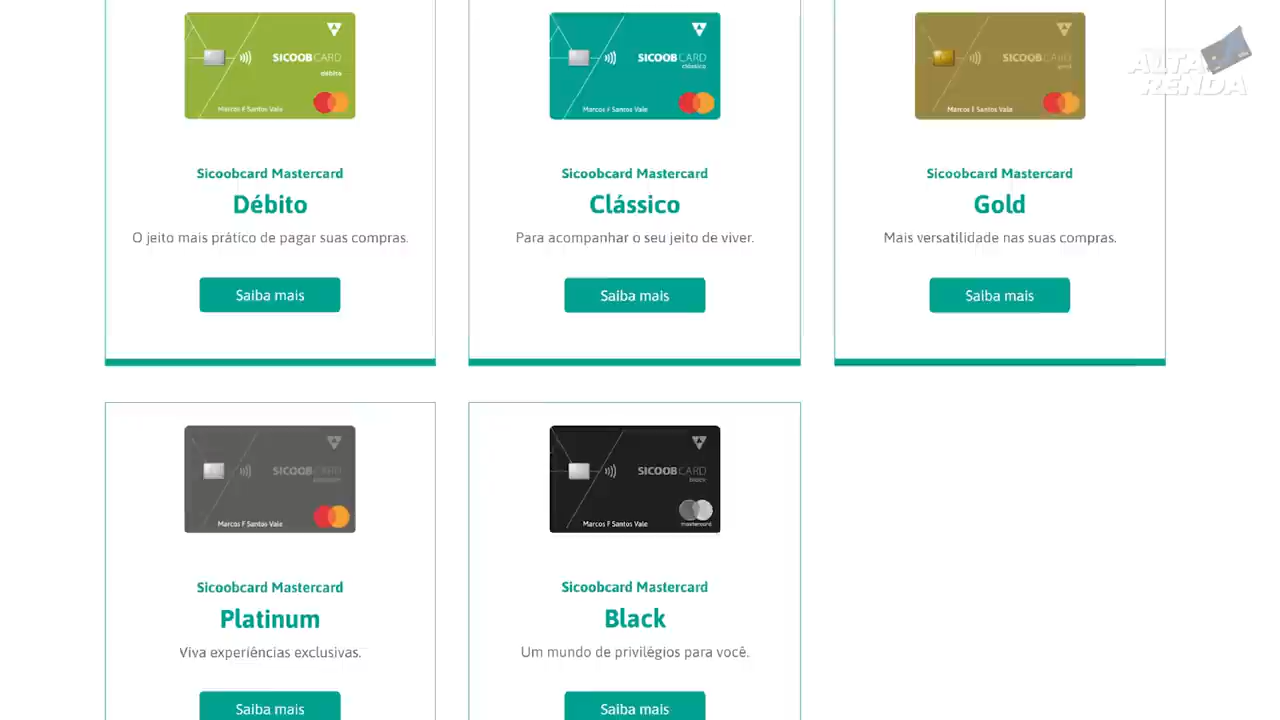 SICOOBCARD
débito
Marcos F Santos Vale
SICOOBCARD
clássico
Marcos F Santos Vale
SICOOBCARD
gold
Marcos F Santos Vale
ALTA
RENDA
Sicoobcard Mastercard
Débito
O jeito mais prático de pagar suas compras.
Saiba mais
Sicoobcard Mastercard
Clássico
Para acompanhar o seu jeito de viver.
Saiba mais
Sicoobcard Mastercard
Gold
Mais versatilidade nas suas compras.
Saiba mais
SICOOBCARD
Marcos F Santos Vale
SICOOBCARD
Marcos F Santos Vale
mastercard
Sicoobcard Mastercard
Platinum
Viva experiências exclusivas.
Saiba mais
Sicoobcard Mastercard
Black
Um mundo de privilégios para você.
Saiba mais